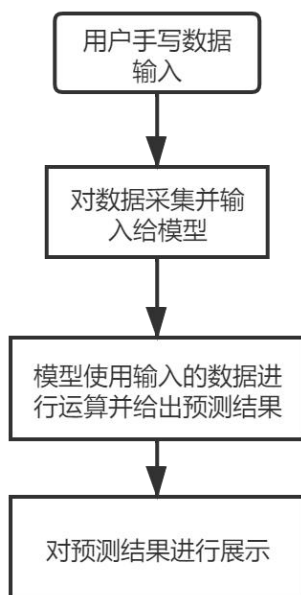 用户手写数据
输入
对数据采集并输
入给模型
模型使用输入的数据进
行运算并给出预测结果
对预测结果进行展示